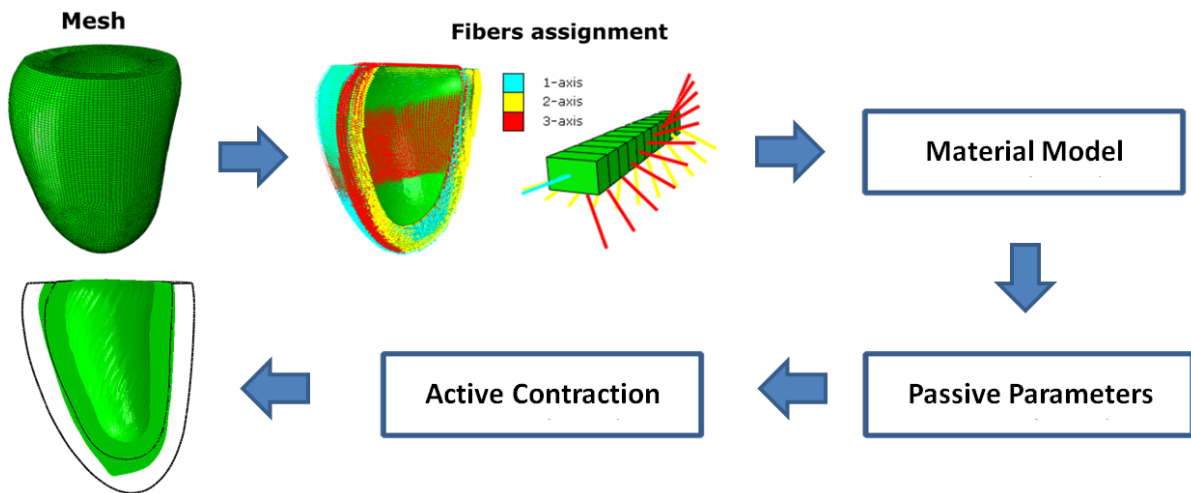 Mesh
Fibers assignment
1-axis
2-axis
3-axis
Material Model
Active Contraction
Passive Parameters